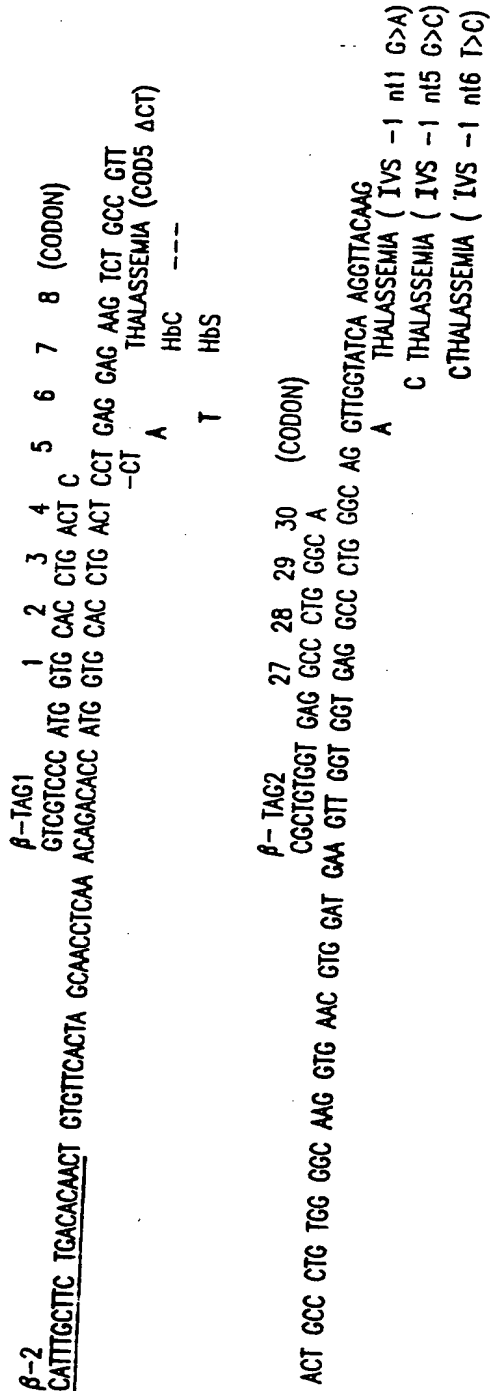 β-TAG1
1 2 3 4 5 6 7 8 (CODON)
β-2 GTCGTCCC ATG GTG CAC CTG ACT C
CATTTGCTTC TGACACAACT GTGTTCACTA GCAACCTCAA ACAGACACC ATG GTG CAC CTG ACT CCT GAG GAG AAG TCT GCC GTT
-CT THALASSEMIA (COD5 ΔCT)
A HbC ---
T HbS
β-TAG2
27 28 29 30 (CODON)
CGCTGTGGT GAG GCC CTG GGC A
ACT GCC CTG TGG GGC AAG GTG AAC GTG GAT GAA GTT GGT GGT GAG GCC CTG GGC AG GTTGGTATCA AGGTTACAAG
A THALASSEMIA ( IVS -1 nt1 G>A)
C THALASSEMIA ( IVS -1 nt5 G>C)
CTHALASSEMIA ( IVS -1 nt6 T>C)